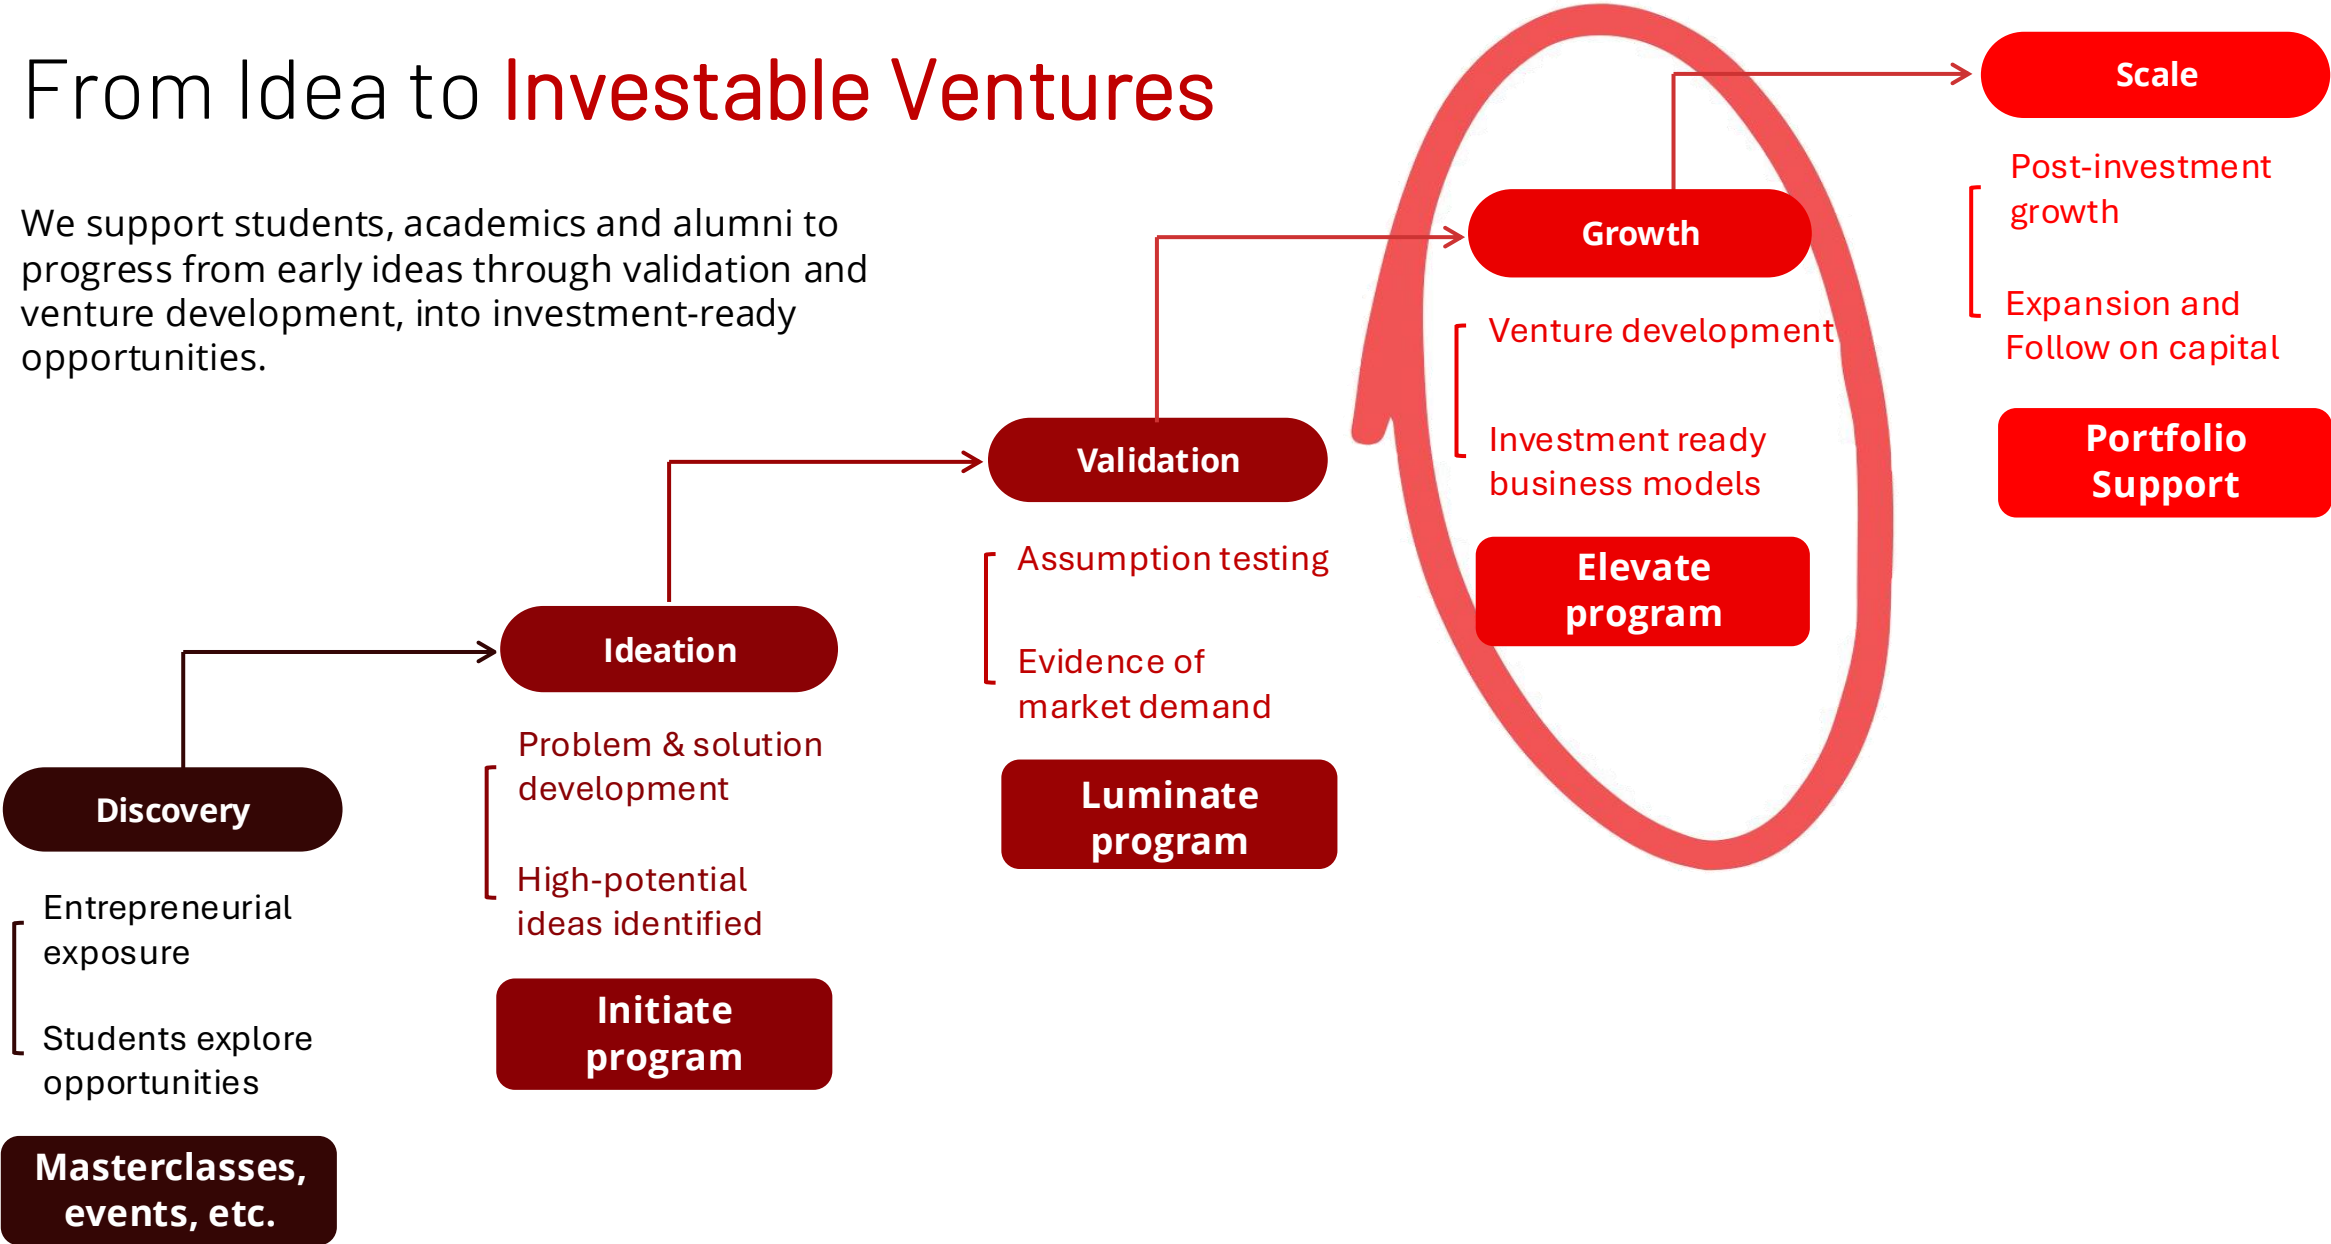 From Idea to Investable Ventures
We support students, academics and alumni to
progress from early ideas through validation and
venture development, into investment-ready
opportunities.
Discovery
Entrepreneurial
exposure
Students explore
opportunities
Masterclasses,
events, etc.
Ideation
Problem & solution
development
High-potential
ideas identified
Initiate
program
Validation
Assumption testing
Evidence of
market demand
Luminate
program
Growth
Venture development
Investment ready
business models
Elevate
program
Scale
Post-investment
growth
Expansion and
Follow on capital
Portfolio
Support